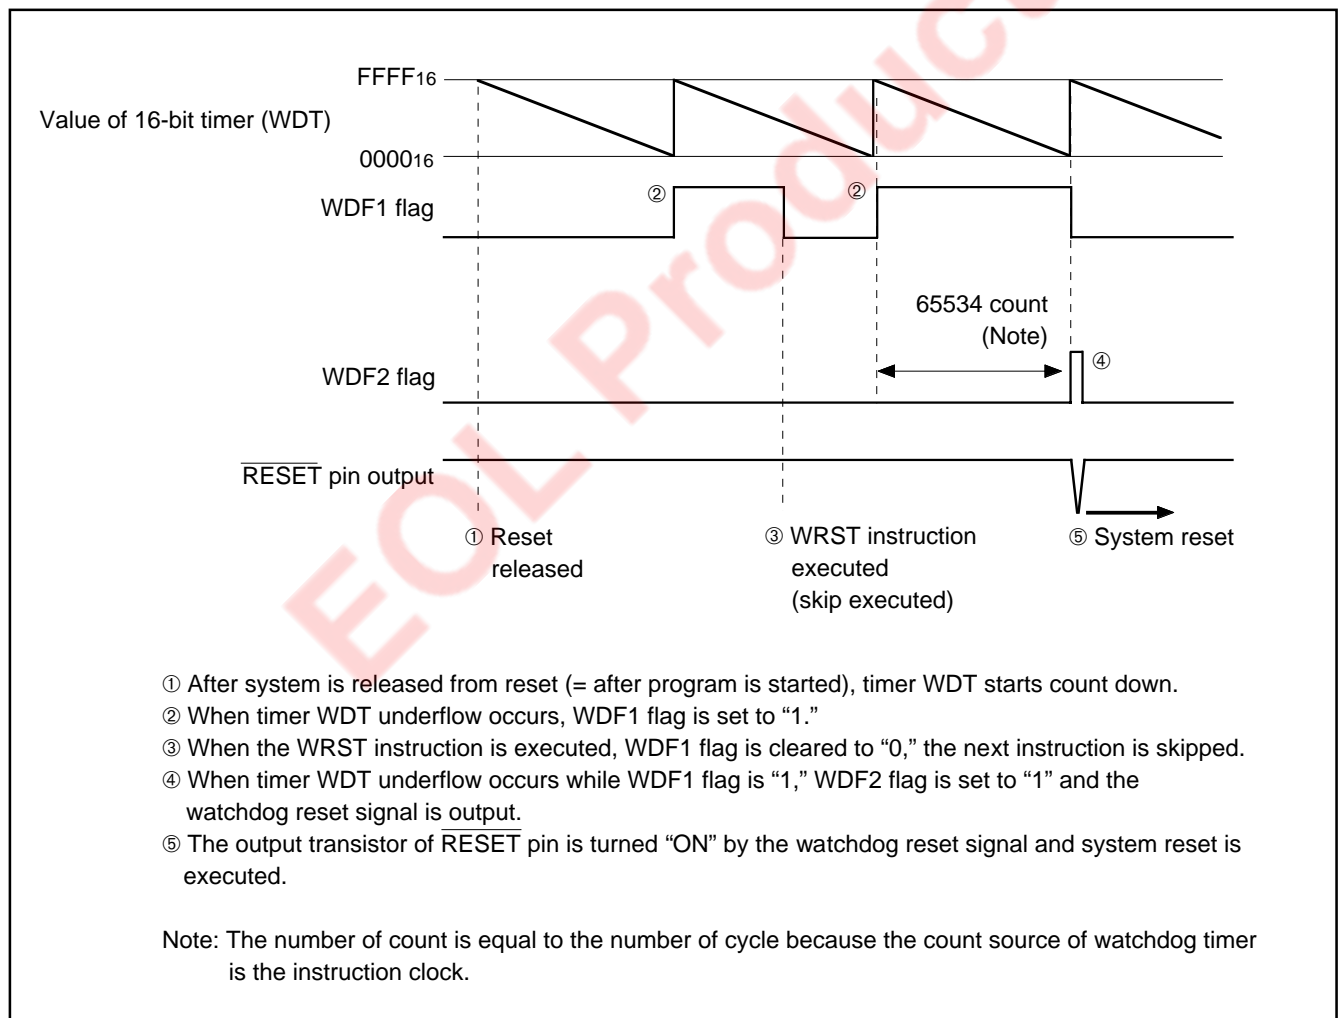 FFFF16
Value of 16-bit timer (WDT)
000016
WDF1 flag
②
②
65534 count
(Note)
WDF2 flag
④
RESET pin output
① Reset
released
③ WRST instruction
executed
(skip executed)
⑤ System reset
EOL Product
① After system is released from reset (= after program is started), timer WDT starts count down.
② When timer WDT underflow occurs, WDF1 flag is set to “1.”
③ When the WRST instruction is executed, WDF1 flag is cleared to “0,” the next instruction is skipped.
④ When timer WDT underflow occurs while WDF1 flag is “1,” WDF2 flag is set to “1” and the
watchdog reset signal is output.
⑤ The output transistor of RESET pin is turned “ON” by the watchdog reset signal and system reset is
executed.
Note: The number of count is equal to the number of cycle because the count source of watchdog timer
is the instruction clock.